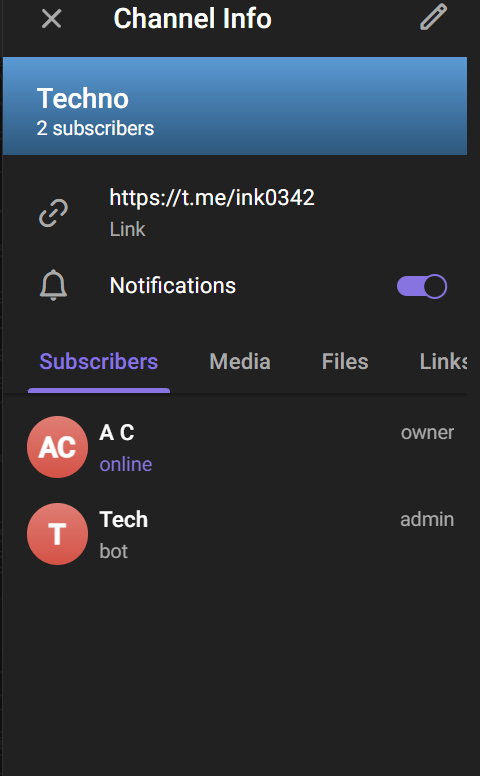 Channel Info
Techno
2 subscribers
https://t.me/ink0342
Link
Notifications
Subscribers Media Files Links
AC A C owner
online
T Tech admin
bot